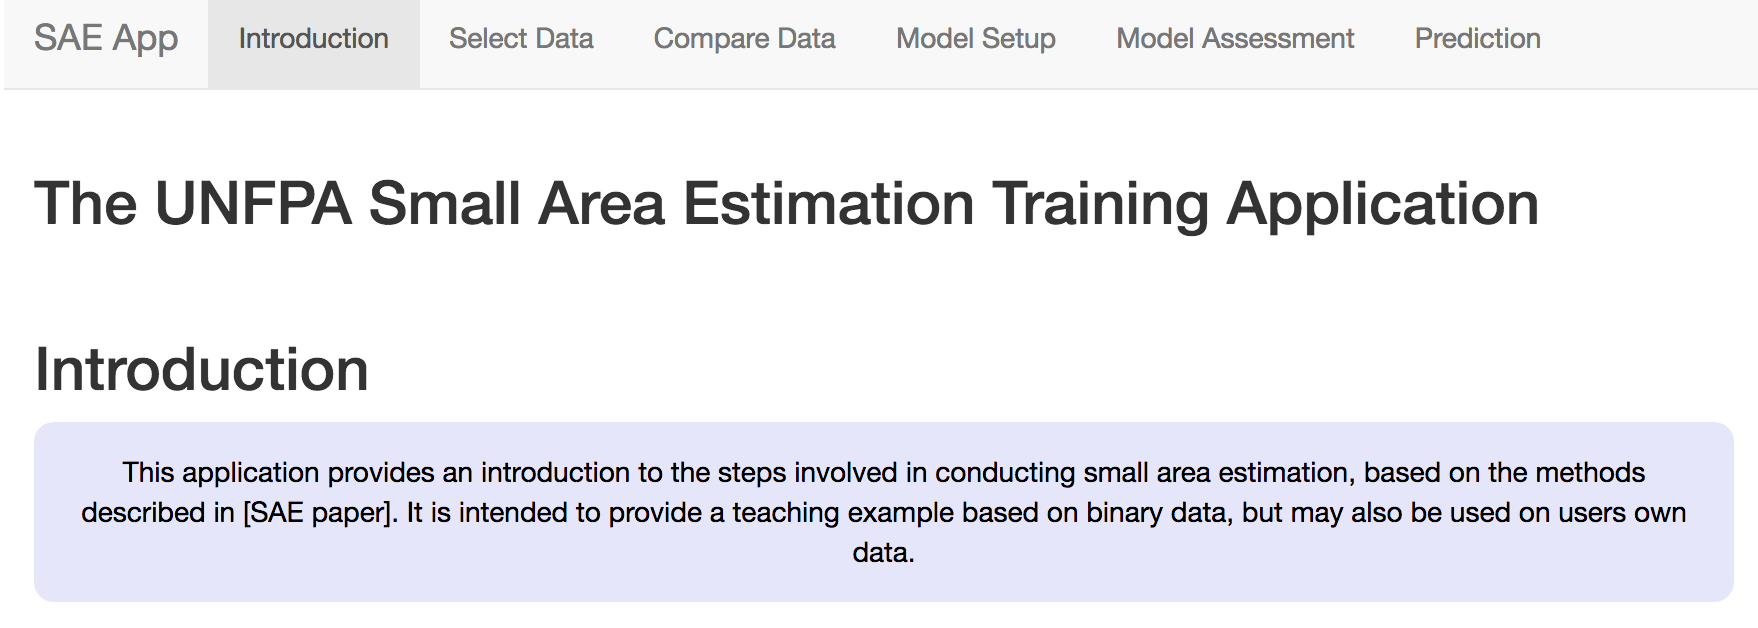 SAE App Introduction Select Data Compare Data Model Setup Model Assessment Prediction
The UNFPA Small Area Estimation Training Application
Introduction
This application provides an introduction to the steps involved in conducting small area estimation, based on the methods
described in [SAE paper]. It is intended to provide a teaching example based on binary data, but may also be used on users own
data.